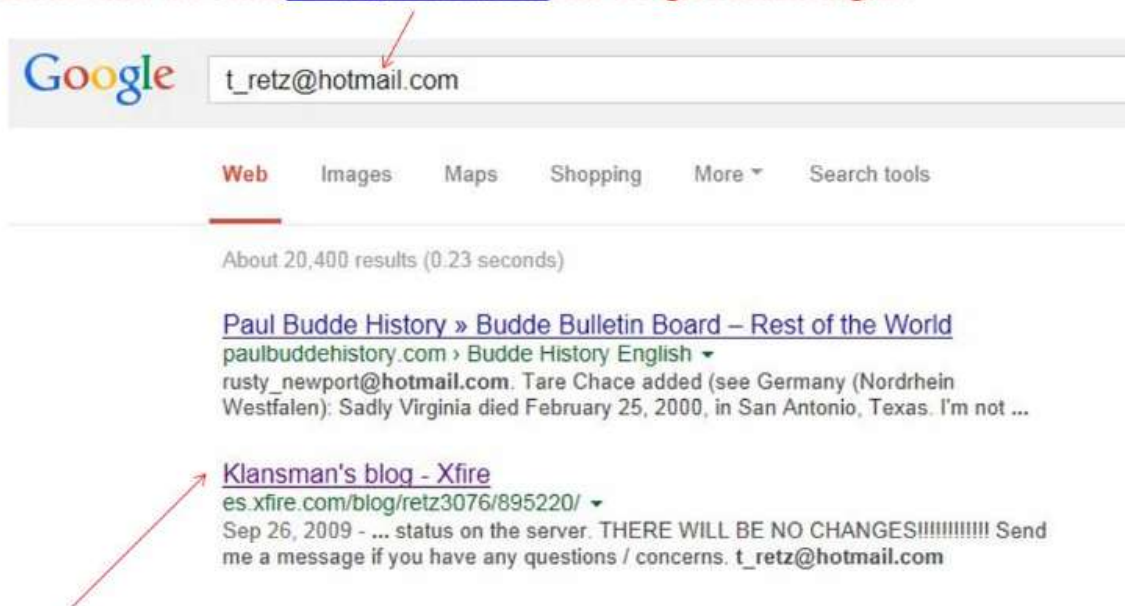 Google
t_retz@hotmail.com
Web Images Maps Shopping More Search tools
About 20,400 results (0.23 seconds)
Paul Budde History » Budde Bulletin Board – Rest of the World
paulbuddehistory.com › Budde History English
rusty_newport@hotmail.com. Tare Chace added (see Germany (Nordrhein
Westfalen): Sadly Virginia died February 25, 2000, in San Antonio, Texas. I'm not ...
Klansman's blog - Xfire
es.xfire.com/blog/retz3076/895220/
Sep 26, 2009 - ... status on the server. THERE WILL BE NO CHANGES!!!!!!!!!!!! Send
me a message if you have any questions / concerns. t_retz@hotmail.com